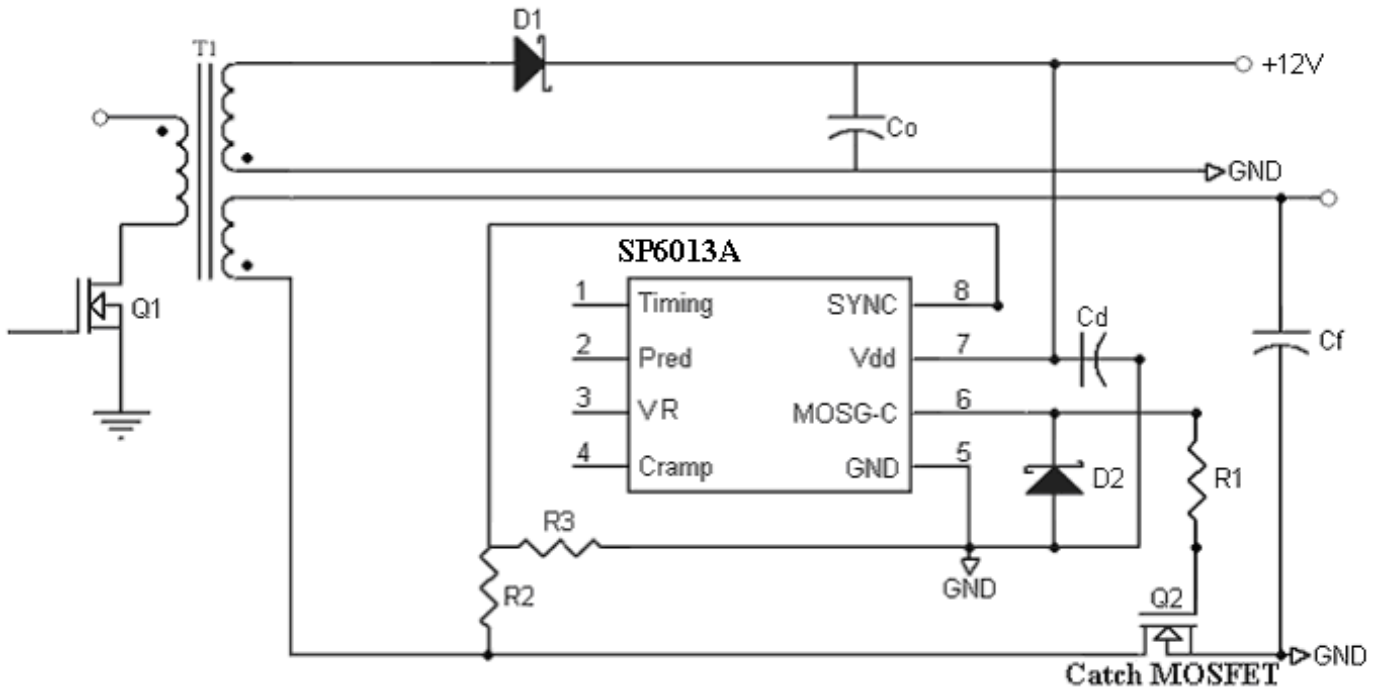 D1
T1
+12V
Co
GND
SP6013A
Q1
1 Timing SYNC 8
Cd
2 Pred Vdd 7
Cf
3 VR MOSG-C 6
4 Cramp GND 5
D2
R1
R3
GND
R2
Q2
GND
Catch MOSFET